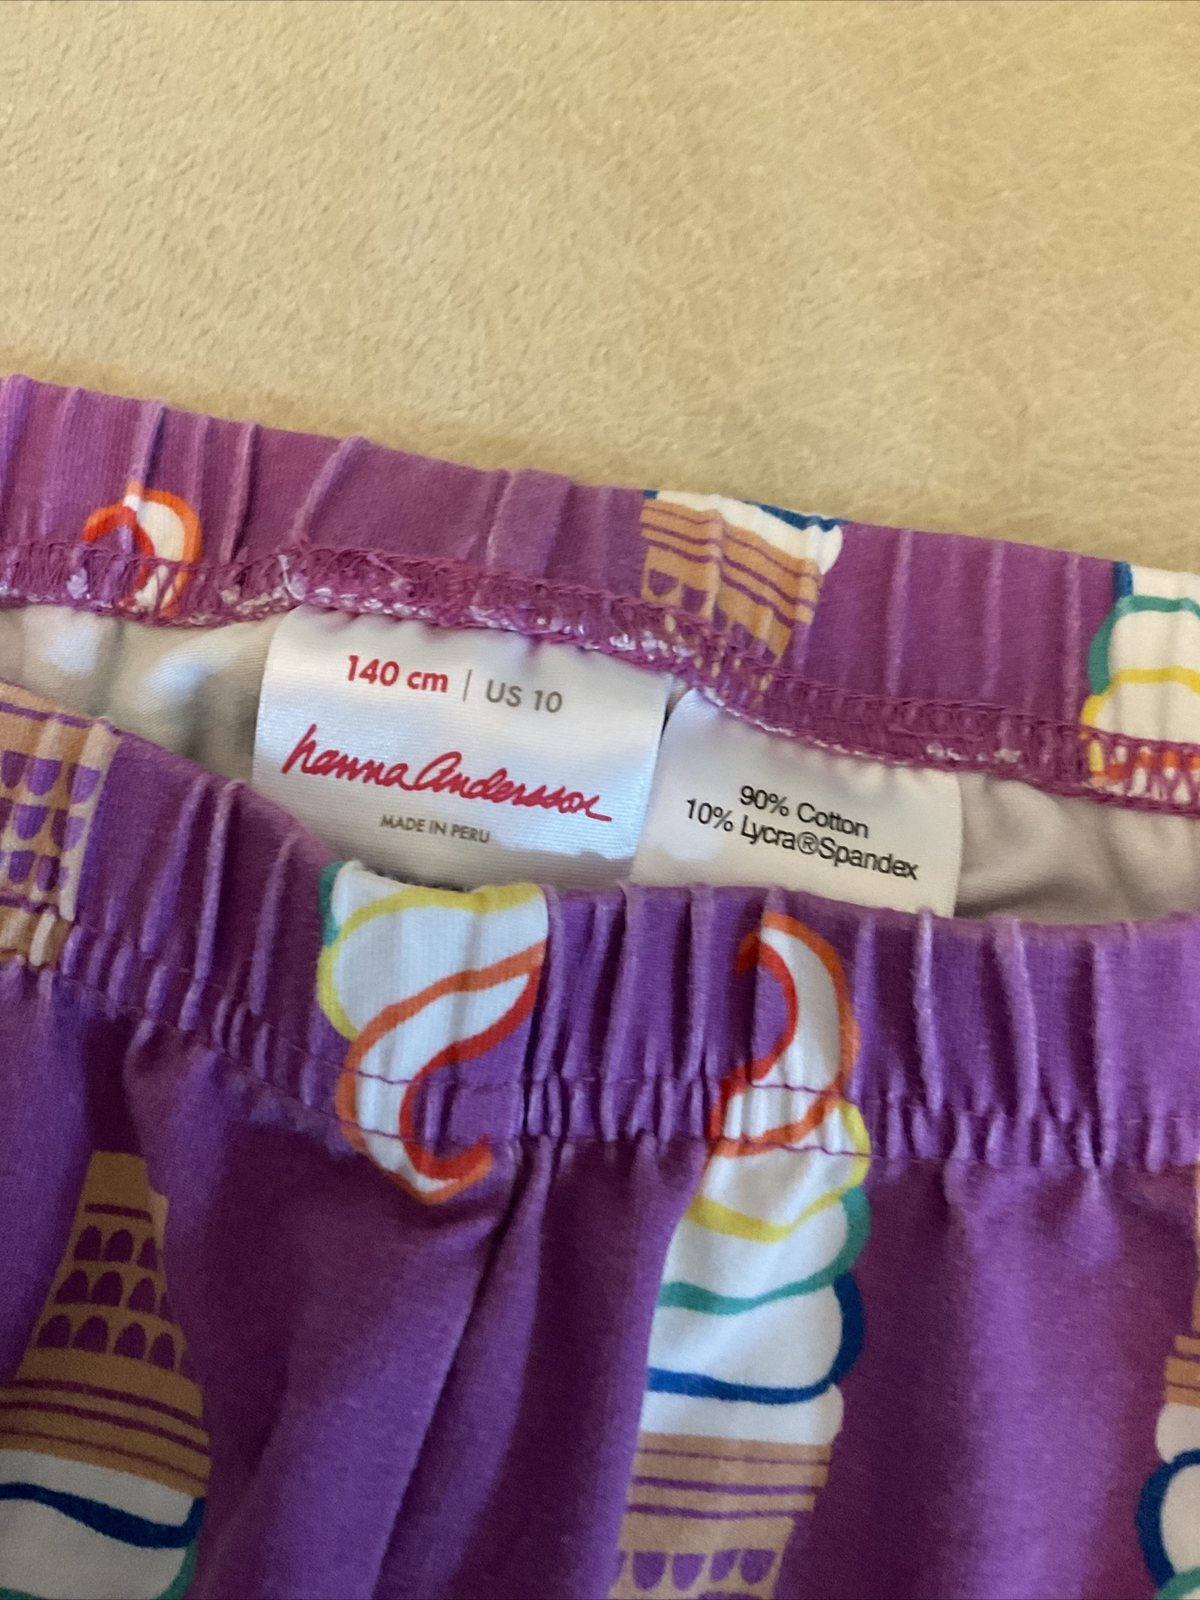 140 cm | US 10
hanna Andersson
MADE IN PERU
90% Cotton
10% Lycra®Spandex